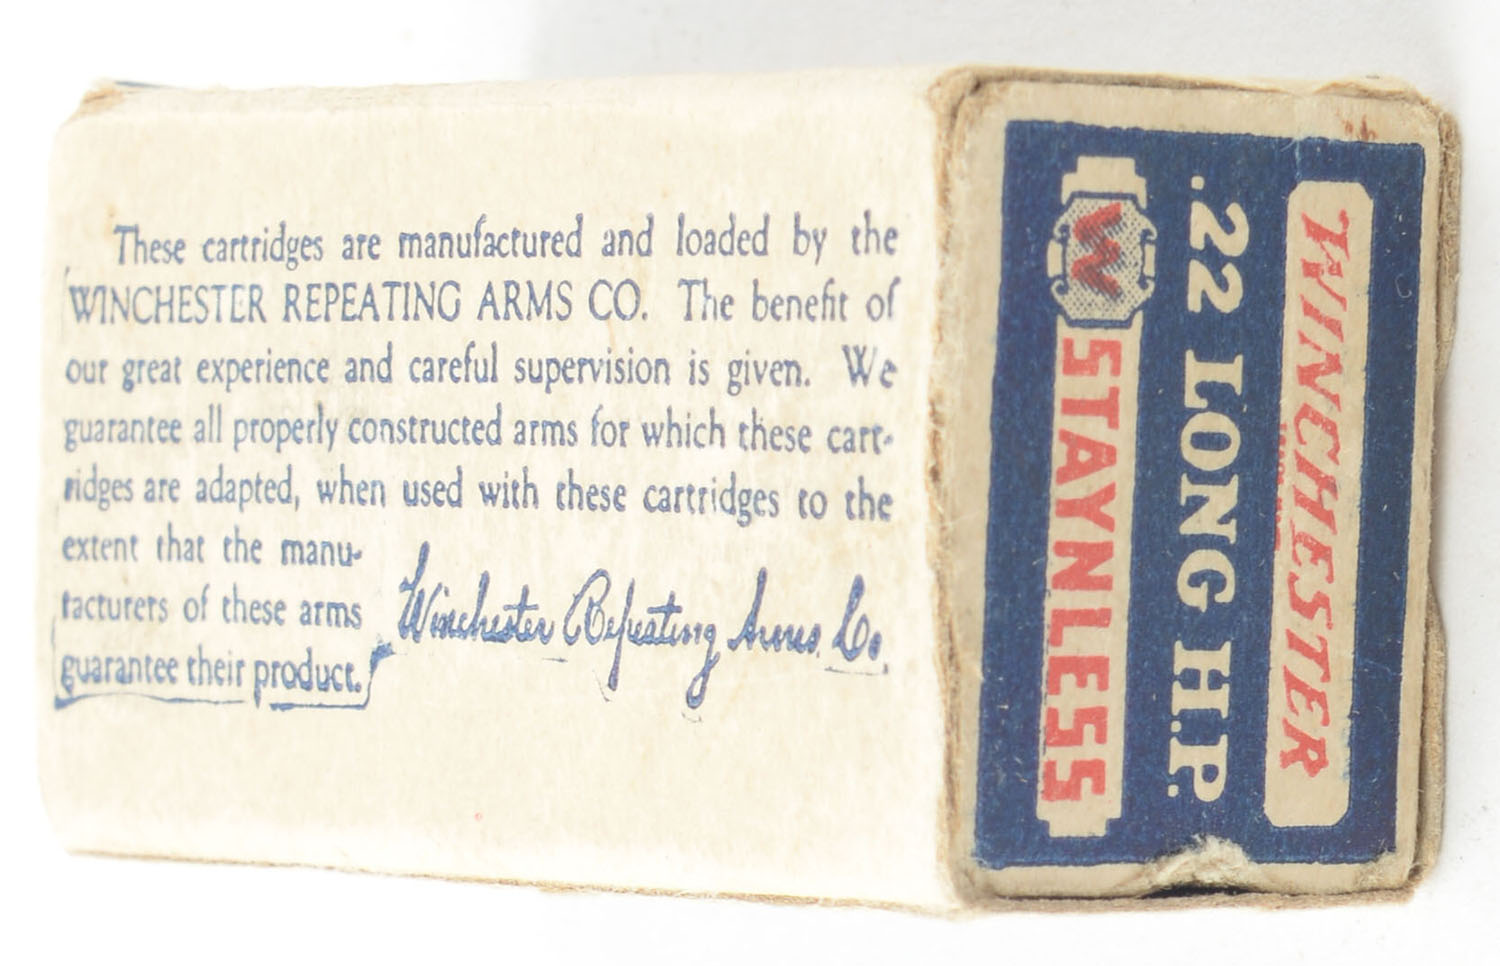 These cartridges are manufactured and loaded by the
WINCHESTER REPEATING ARMS CO. The benefit of
our great experience and careful supervision is given. We
guarantee all properly constructed arms for which these cart-
ridges are adapted, when used with these cartridges to the
extent that the manu-
facturers of these arms
guarantee their product.
Winchester Repeating Arms Co.
WINCHESTER
.22 LONG H.P.
W
STAYNLESS